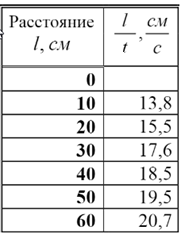 Расстояние l, см | l/t, см/с
0 |
10 | 13,8
20 | 15,5
30 | 17,6
40 | 18,5
50 | 19,5
60 | 20,7